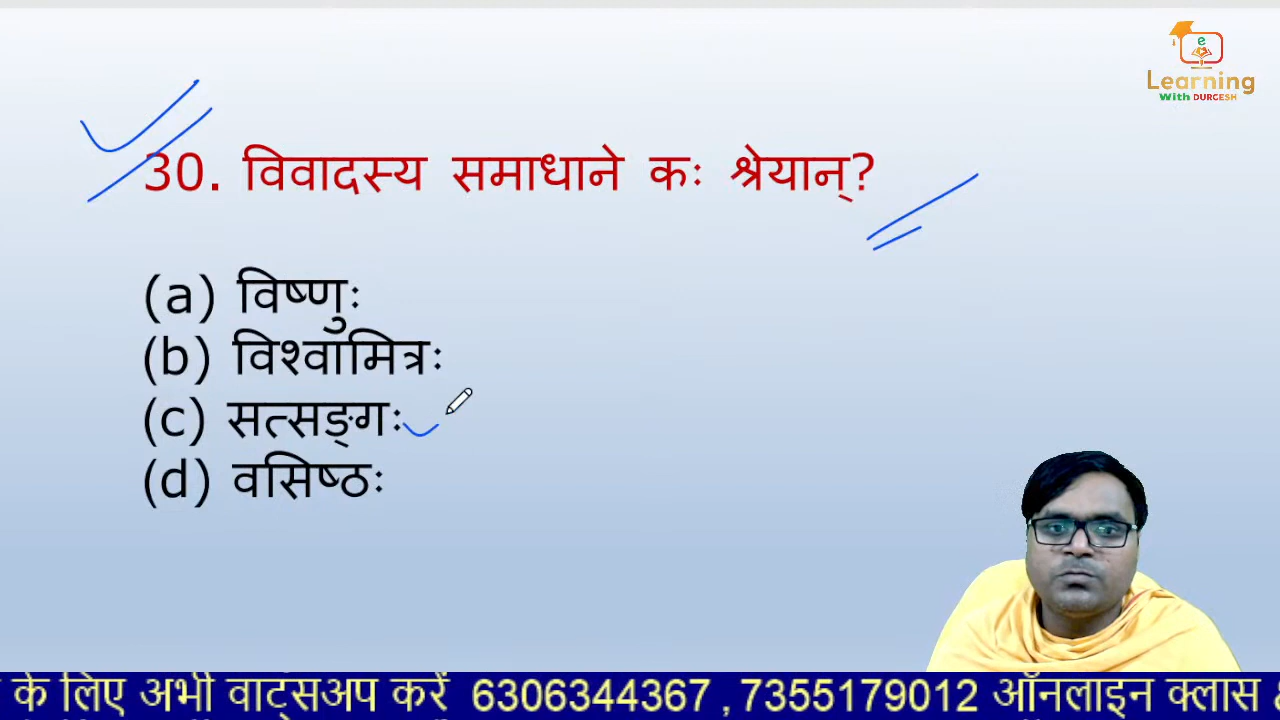 e
Learning
With DURGESH
30. विवादस्य समाधाने कः श्रेयान्?
(a) विष्णुः
(b) विश्वामित्रः
(c) सत्सङ्गः
(d) वसिष्ठः
के लिए अभी वाट्सअप करें 6306344367 , 7355179012 ऑनलाइन क्लास